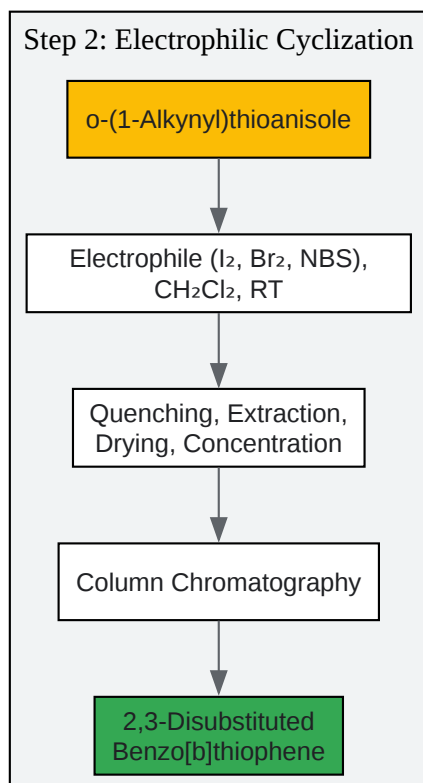 Step 2: Electrophilic Cyclization
o-(1-Alkynyl)thioanisole
Electrophile (I₂, Br₂, NBS),
CH₂Cl₂, RT
Quenching, Extraction,
Drying, Concentration
Column Chromatography
2,3-Disubstituted
Benzo[b]thiophene